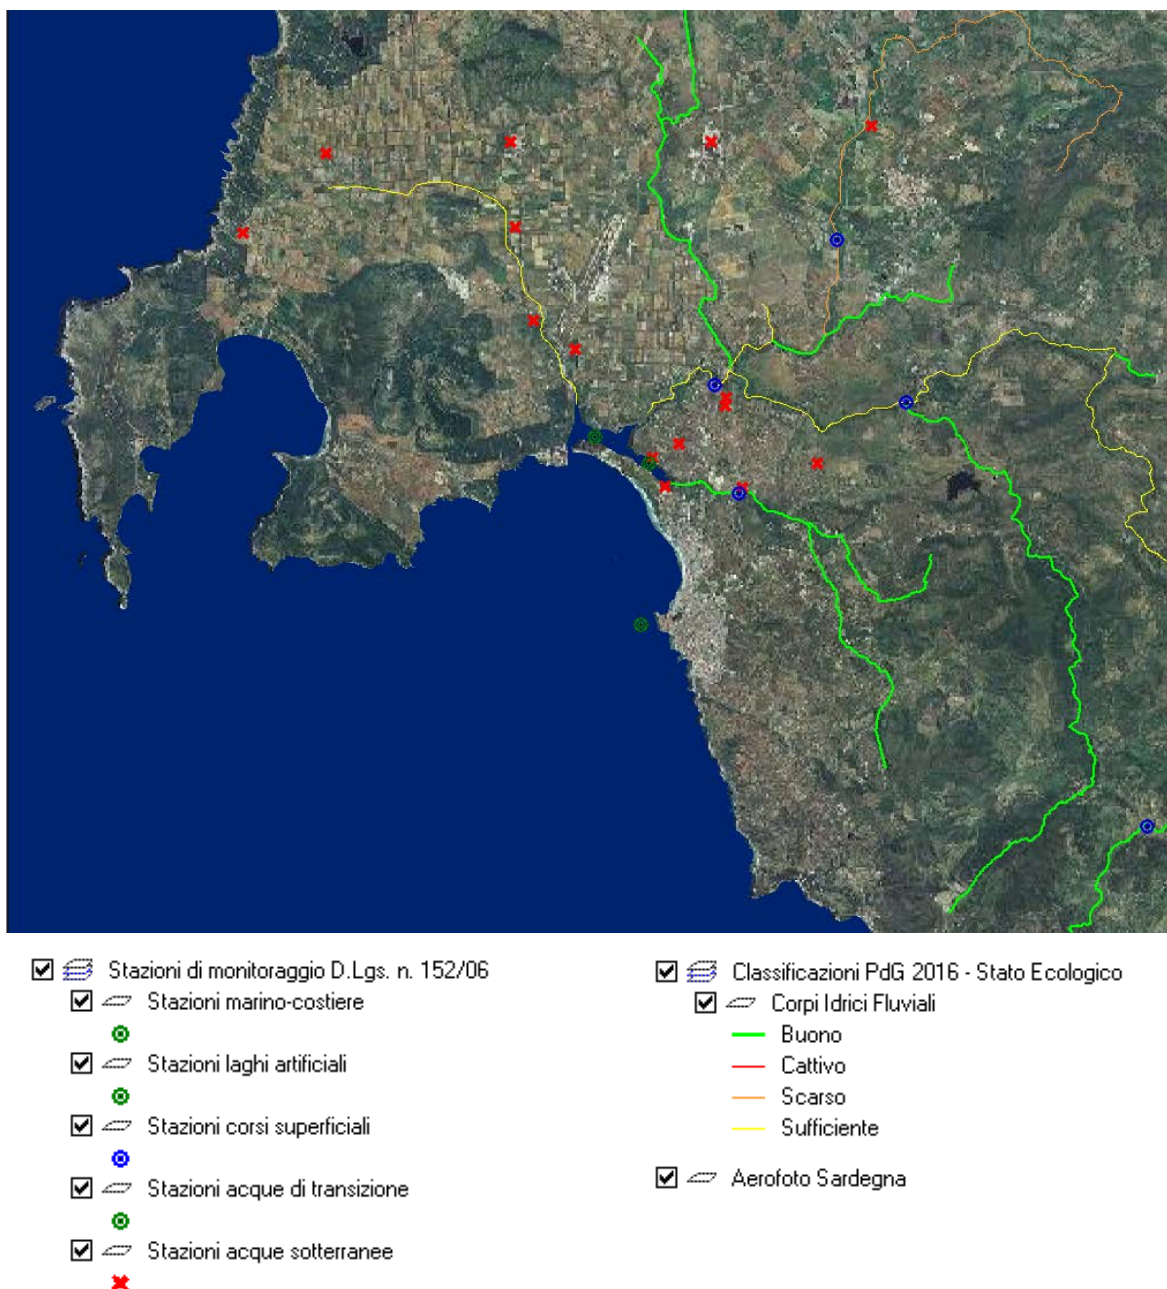 Stazioni di monitoraggio D.Lgs. n. 152/06
Stazioni marino-costiere
Stazioni laghi artificiali
Stazioni corsi superficiali
Stazioni acque di transizione
Stazioni acque sotterranee
Classificazioni PdG 2016 - Stato Ecologico
Corpi Idrici Fluviali
Buono
Cattivo
Scarso
Sufficiente
Aerofoto Sardegna